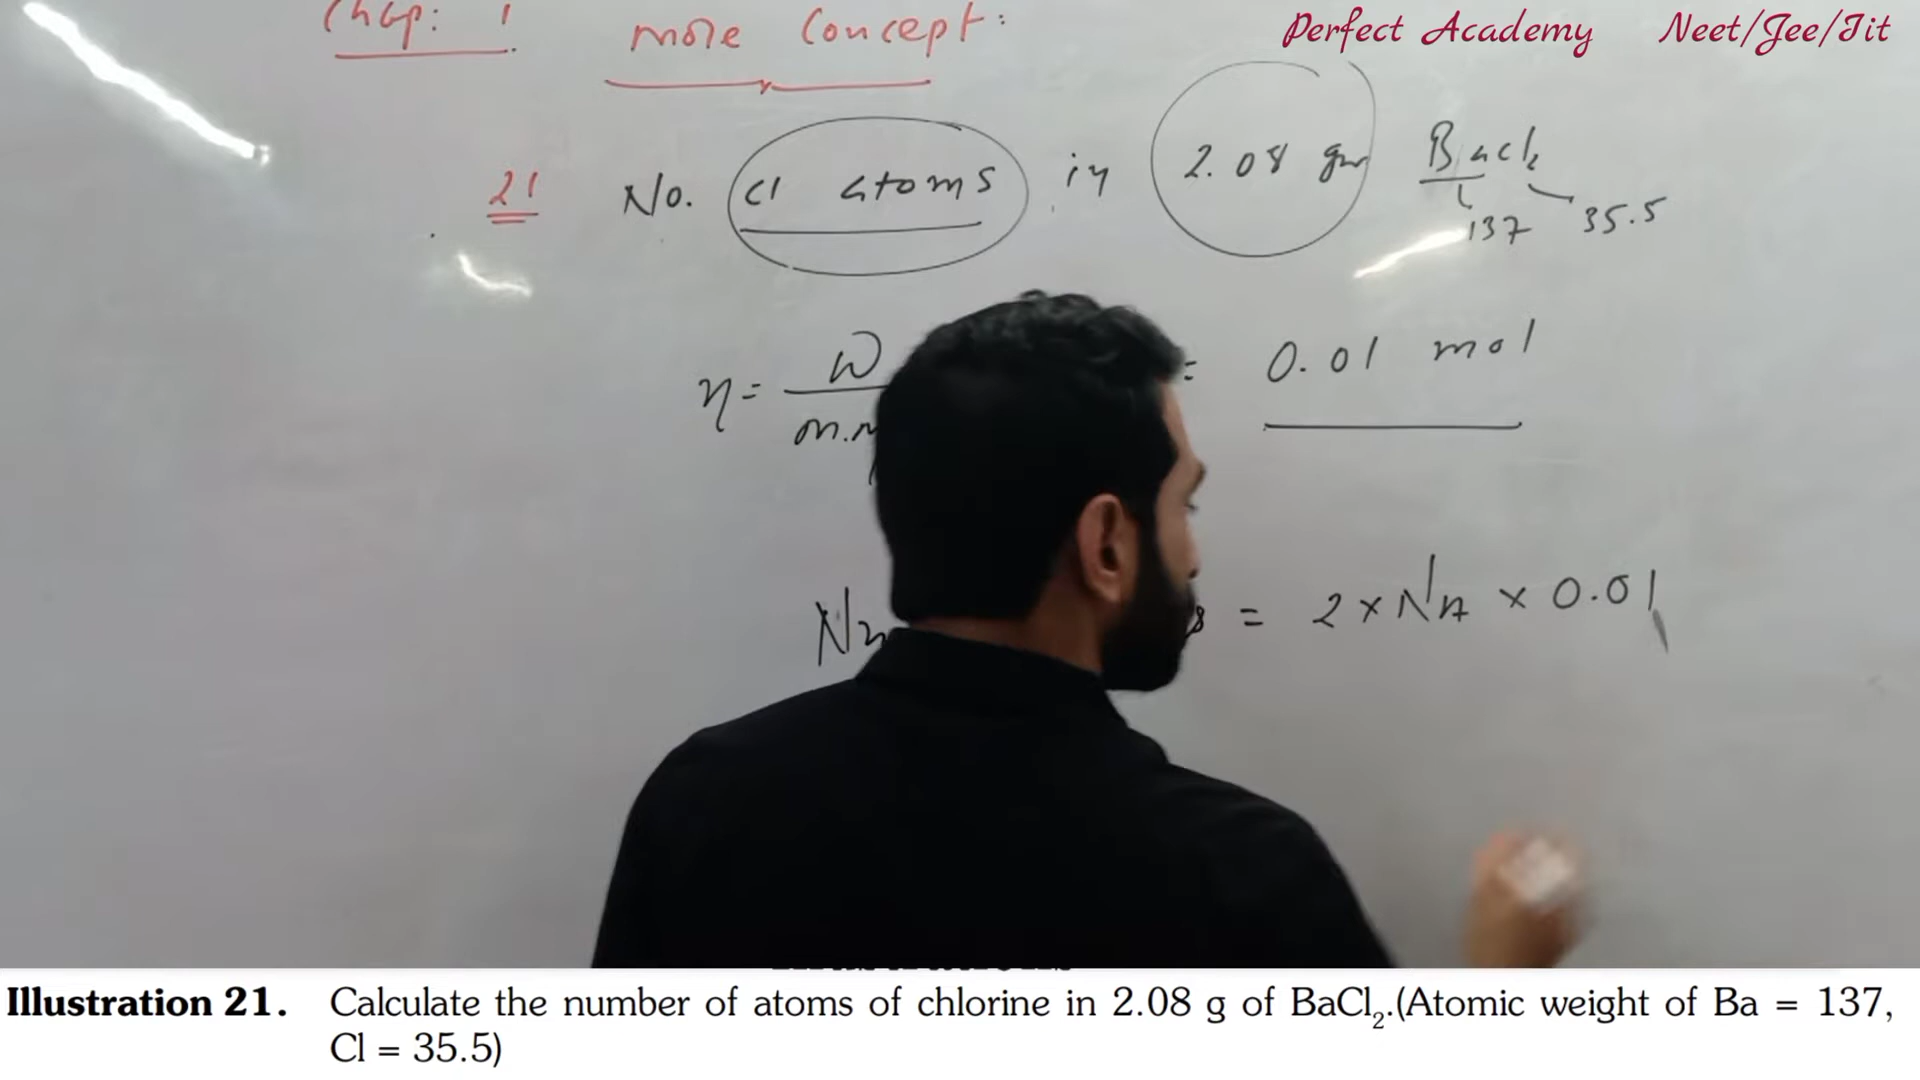 Perfect Academy Neet/Jee/Iit
Chap: 1 mole Concept:
21 No. Cl atoms in 2.08 gm BaCl2
137 35.5
η = W = 0.01 mol
m.
= 2 × NA × 0.01
Illustration 21. Calculate the number of atoms of chlorine in 2.08 g of BaCl₂.(Atomic weight of Ba = 137,
Cl = 35.5)